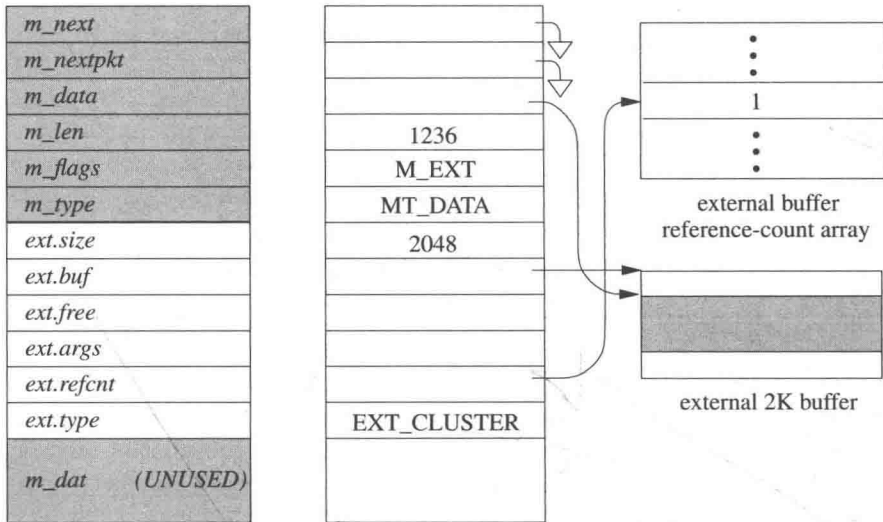 m_next
m_nextpkt
m_data
m_len
m_flags
m_type
ext.size
ext.buf
ext.free
ext.args
ext.refcnt
ext.type
m_dat (UNUSED)
1236
M_EXT
MT_DATA
2048
EXT_CLUSTER
1
external buffer
reference-count array
external 2K buffer